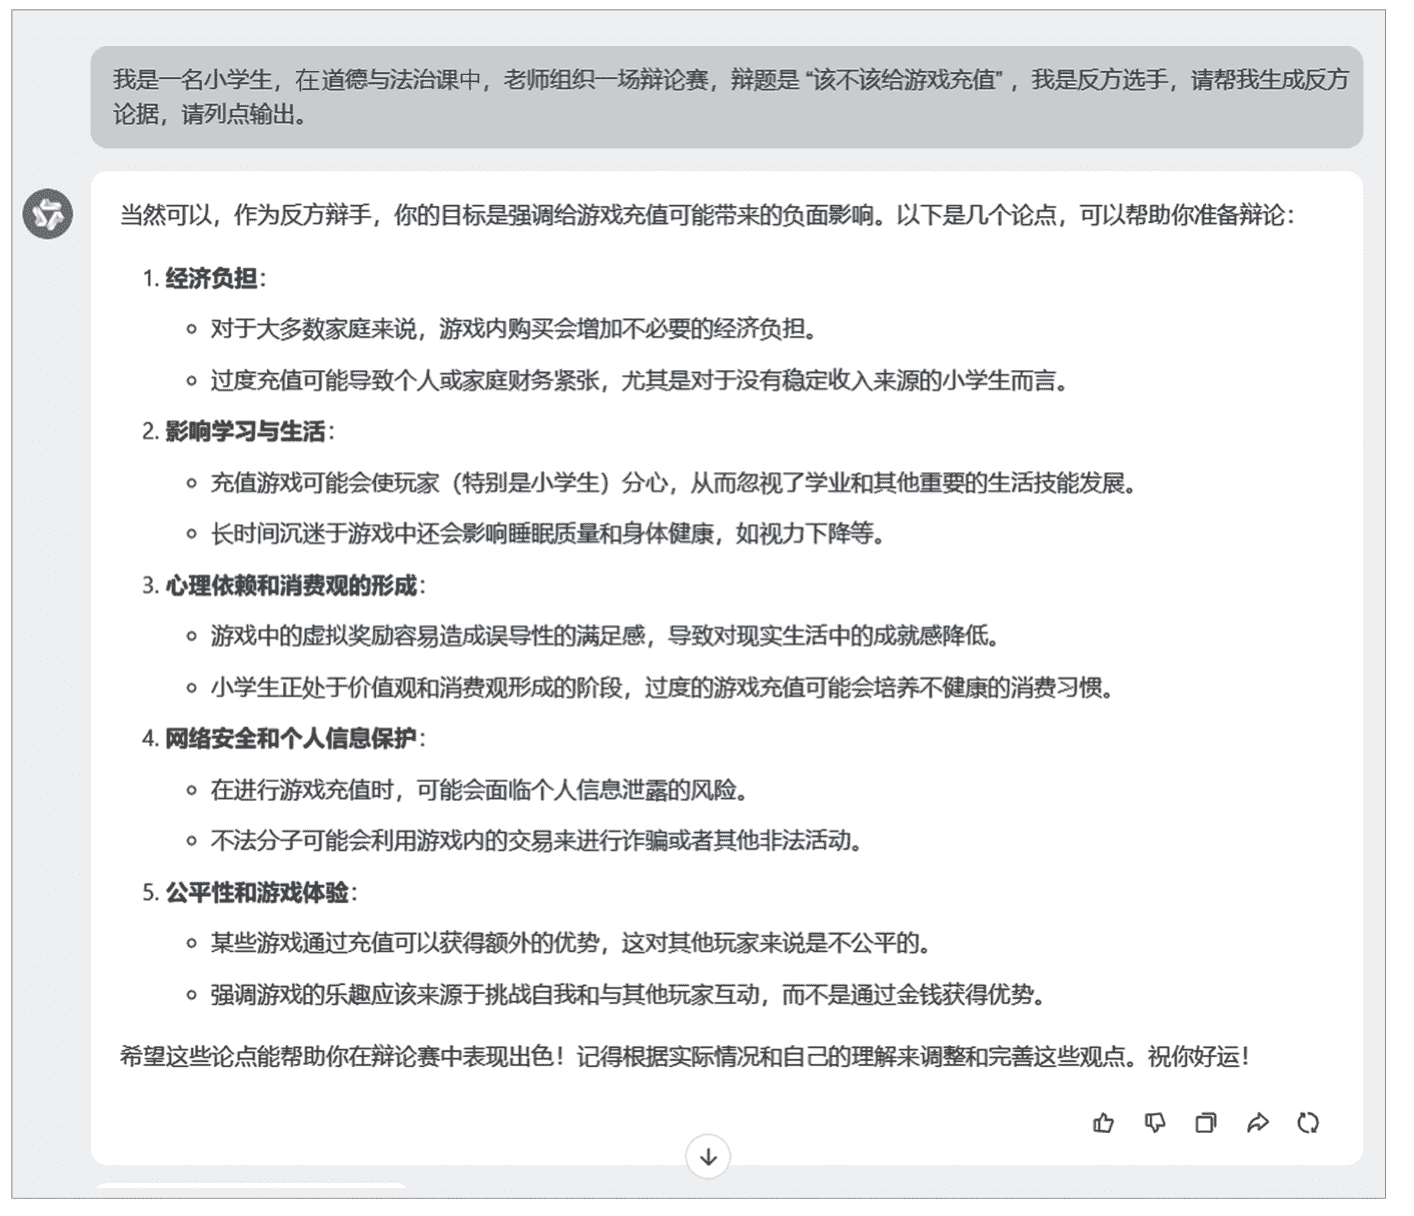 我是一名小学生，在道德与法治课中，老师组织一场辩论赛，辩题是“该不该给游戏充值”，我是反方选手，请帮我生成反方
论据，请列点输出。
当然可以，作为反方辩手，你的目标是强调给游戏充值可能带来的负面影响。以下是几个论点，可以帮助你准备辩论：
1. 经济负担：
对于大多数家庭来说，游戏内购买会增加不必要的经济负担。
过度充值可能导致个人或家庭财务紧张，尤其是对于没有稳定收入来源的小学生而言。
2. 影响学习与生活：
充值游戏可能会使玩家（特别是小学生）分心，从而忽视了学业和其他重要的生活技能发展。
长时间沉迷于游戏中还会影响睡眠质量和身体健康，如视力下降等。
3. 心理依赖和消费观的形成：
游戏中的虚拟奖励容易造成误导性的满足感，导致对现实生活中的成就感降低。
小学生正处于价值观和消费观形成的阶段，过度的游戏充值可能会培养不健康的消费习惯。
4. 网络安全和个人信息保护：
在进行游戏充值时，可能会面临个人信息泄露的风险。
不法分子可能会利用游戏内的交易来进行诈骗或者其他非法活动。
5. 公平性和游戏体验：
某些游戏通过充值可以获得额外的优势，这对其他玩家来说是不公平的。
强调游戏的乐趣应该来源于挑战自我和与其他玩家互动，而不是通过金钱获得优势。
希望这些论点能帮助你在辩论赛中表现出色！记得根据实际情况和自己的理解来调整和完善这些观点。祝你好运！